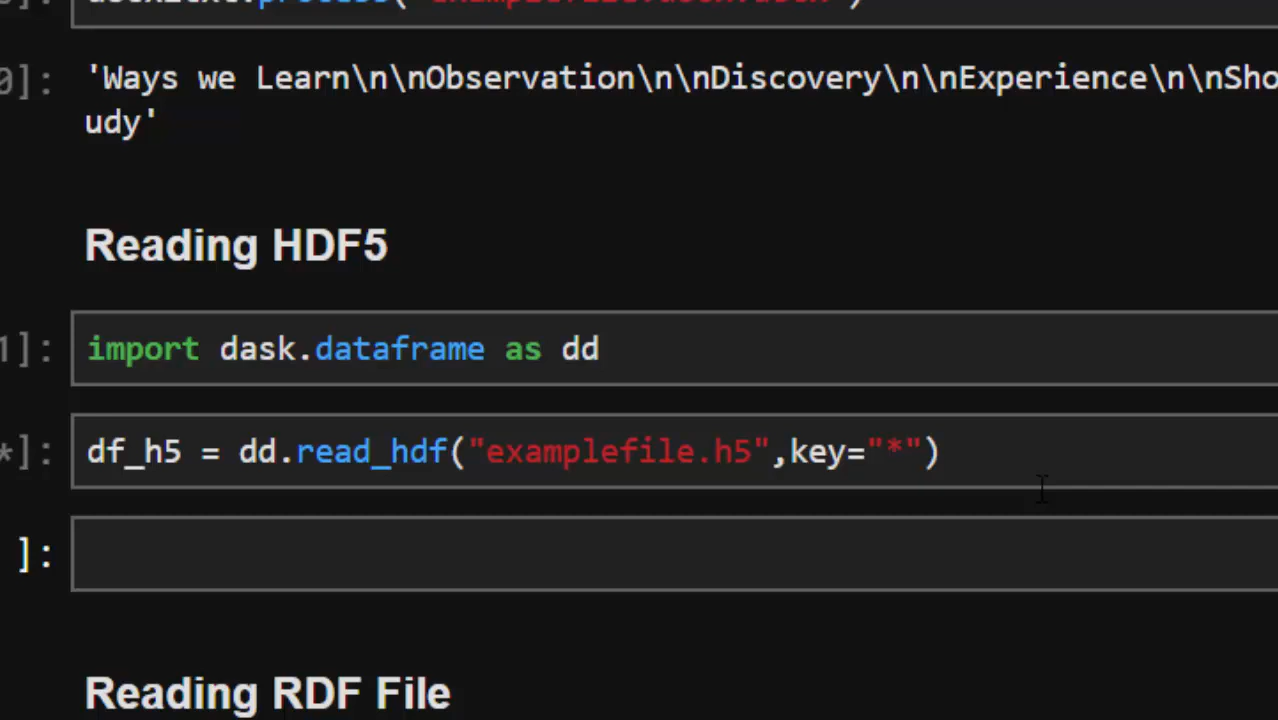 ]:
0]: 'Ways we Learn\n\nObservation\n\nDiscovery\n\nExperience\n\nSho
udy'
Reading HDF5
1]: import dask.dataframe as dd
*]: df_h5 = dd.read_hdf("examplefile.h5",key="*")
]:
Reading RDF File